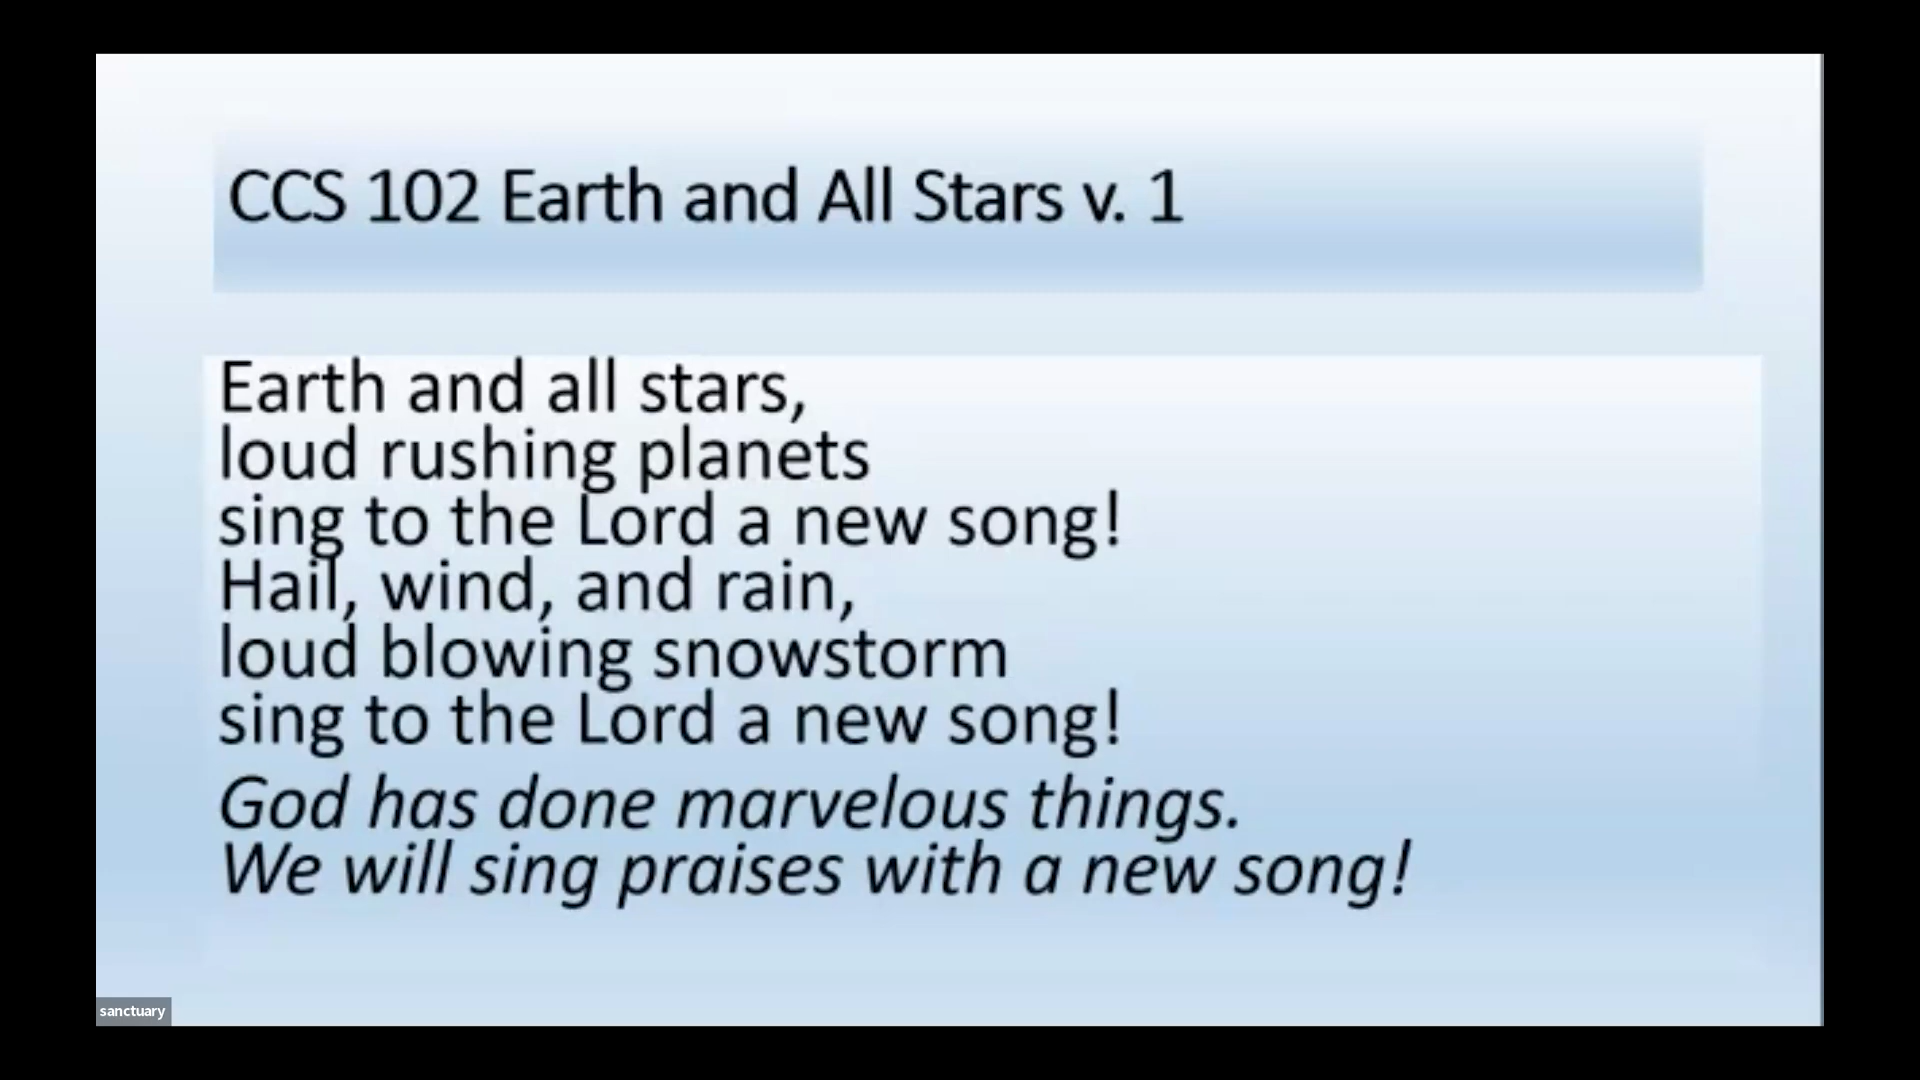 CCS 102 Earth and All Stars v. 1
Earth and all stars,
loud rushing planets
sing to the Lord a new song!
Hail, wind, and rain,
loud blowing snowstorm
sing to the Lord a new song!
God has done marvelous things.
We will sing praises with a new song!
sanctuary